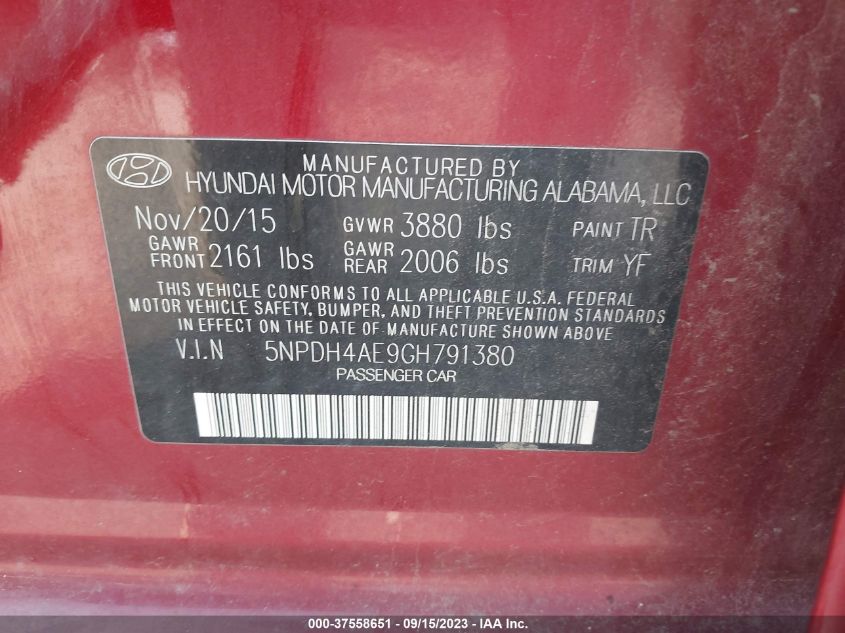 MANUFACTURED BY
HYUNDAI MOTOR MANUFACTURING ALABAMA, LLC
Nov/20/15 GVWR 3880 lbs PAINT TR
GAWR FRONT 2161 lbs GAWR REAR 2006 lbs TRIM YF
THIS VEHICLE CONFORMS TO ALL APPLICABLE U.S.A. FEDERAL
MOTOR VEHICLE SAFETY, BUMPER, AND THEFT PREVENTION STANDARDS
IN EFFECT ON THE DATE OF MANUFACTURE SHOWN ABOVE
V.I.N 5NPDH4AE9GH791380
PASSENGER CAR
000-37558651 - 09/15/2023 - IAA Inc.